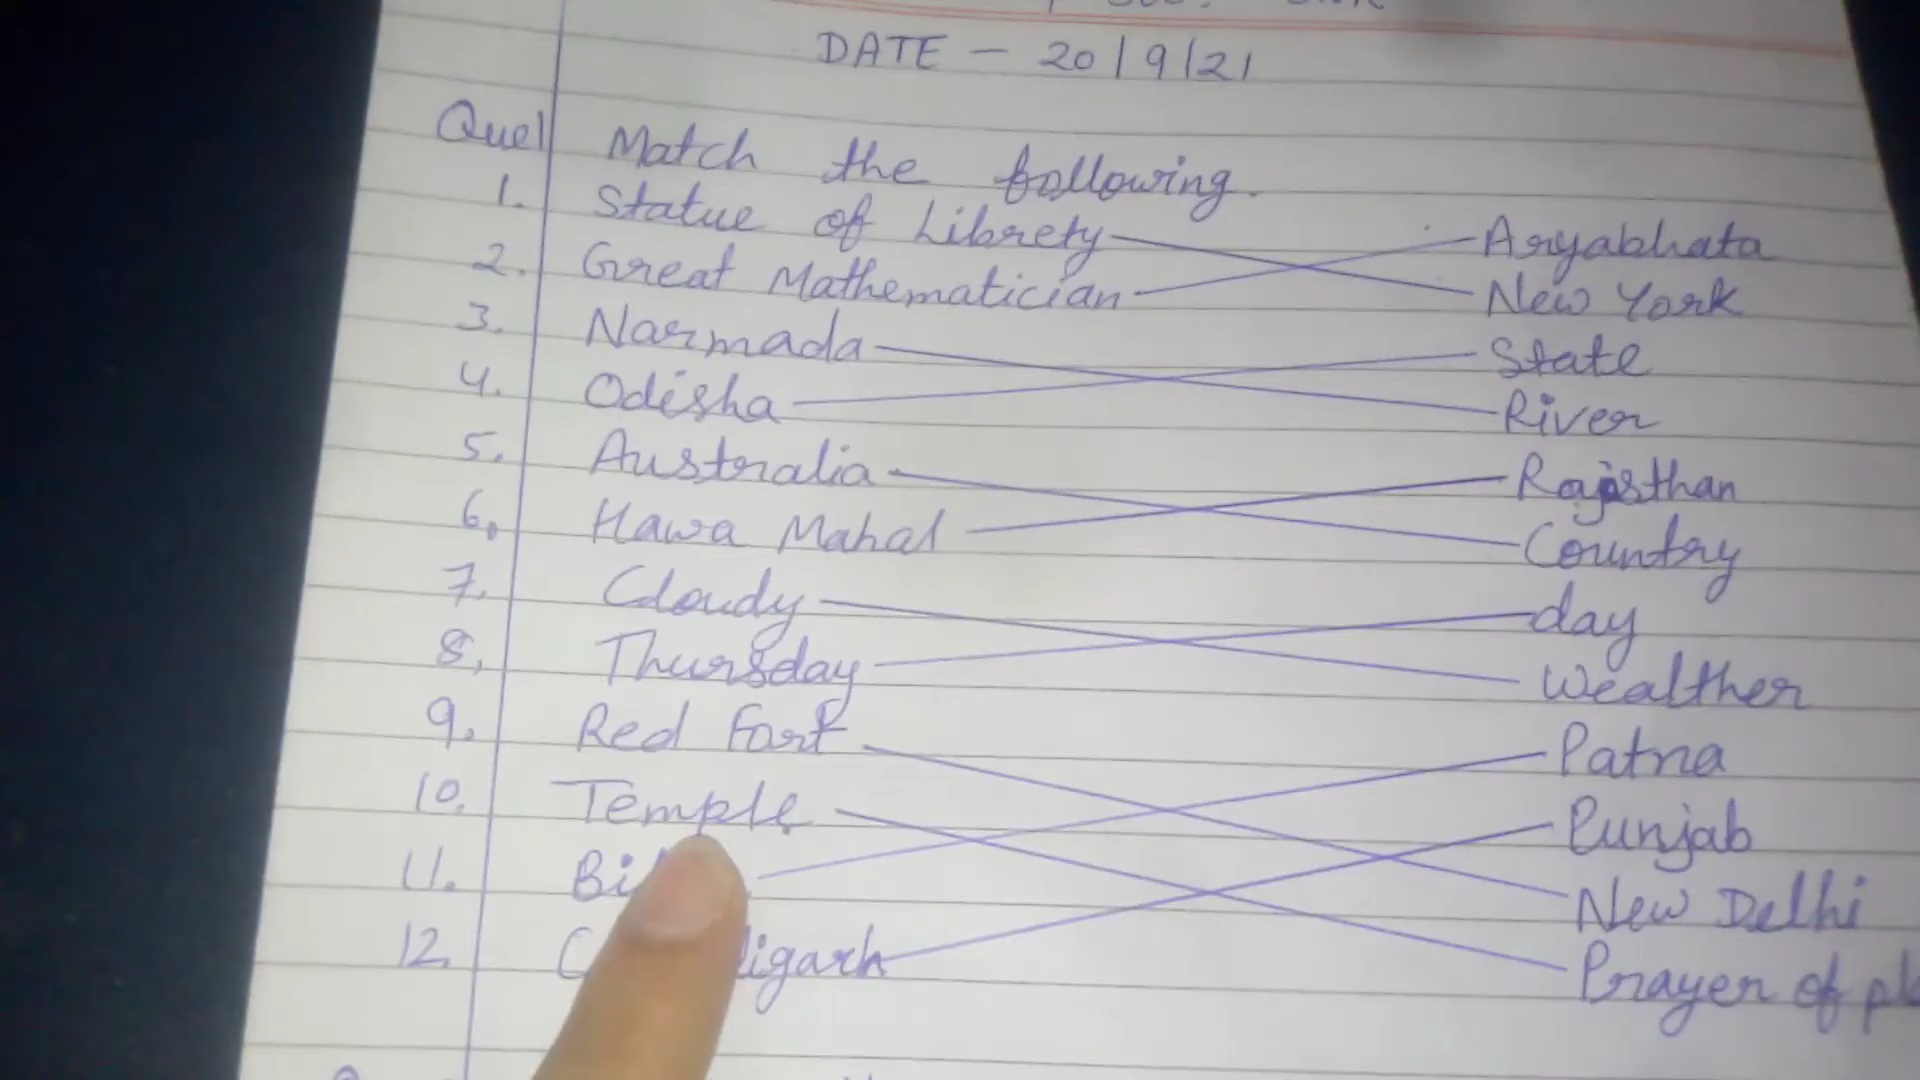 DATE - 20/9/21
Que1 Match the following.
1. Statue of Librety Aryabhata
2. Great Mathematician New York
3. Narmada State
4. Odisha River
5. Australia Rajasthan
6. Hawa Mahal Country
7. Cloudy day
8. Thursday Wealther
9. Red Fort Patna
10. Temple Punjab
11. New Delhi
12. Prayer of